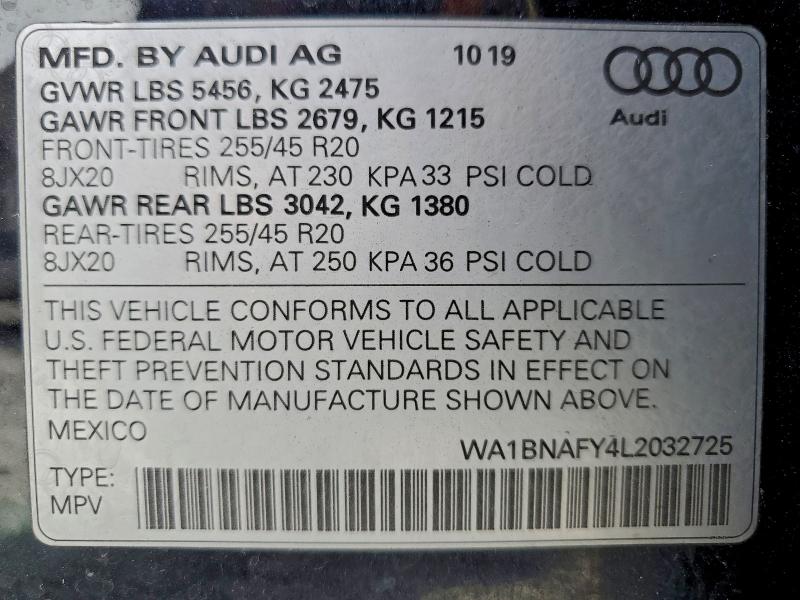 MFD. BY AUDI AG 10 19
GVWR LBS 5456, KG 2475
GAWR FRONT LBS 2679, KG 1215
Audi
FRONT-TIRES 255/45 R20
8JX20 RIMS, AT 230 KPA 33 PSI COLD
GAWR REAR LBS 3042, KG 1380
REAR-TIRES 255/45 R20
8JX20 RIMS, AT 250 KPA 36 PSI COLD
THIS VEHICLE CONFORMS TO ALL APPLICABLE
U.S. FEDERAL MOTOR VEHICLE SAFETY AND
THEFT PREVENTION STANDARDS IN EFFECT ON
THE DATE OF MANUFACTURE SHOWN ABOVE.
MEXICO
WA1BNAFY4L2032725
TYPE:
MPV